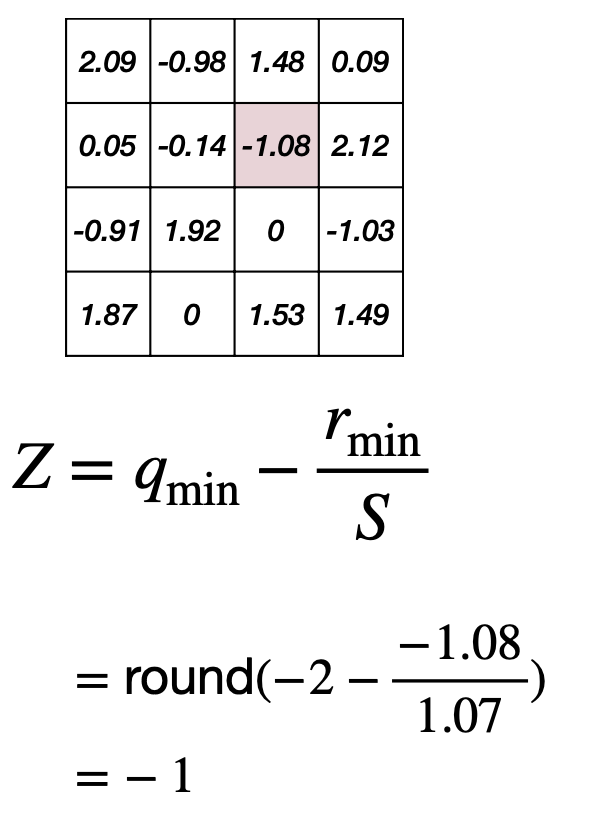 2.09 -0.98 1.48 0.09
0.05 -0.14 -1.08 2.12
-0.91 1.92 0 -1.03
1.87 0 1.53 1.49
Z = q_min − r_min / S
= round(−2 − −1.08 / 1.07)
= − 1